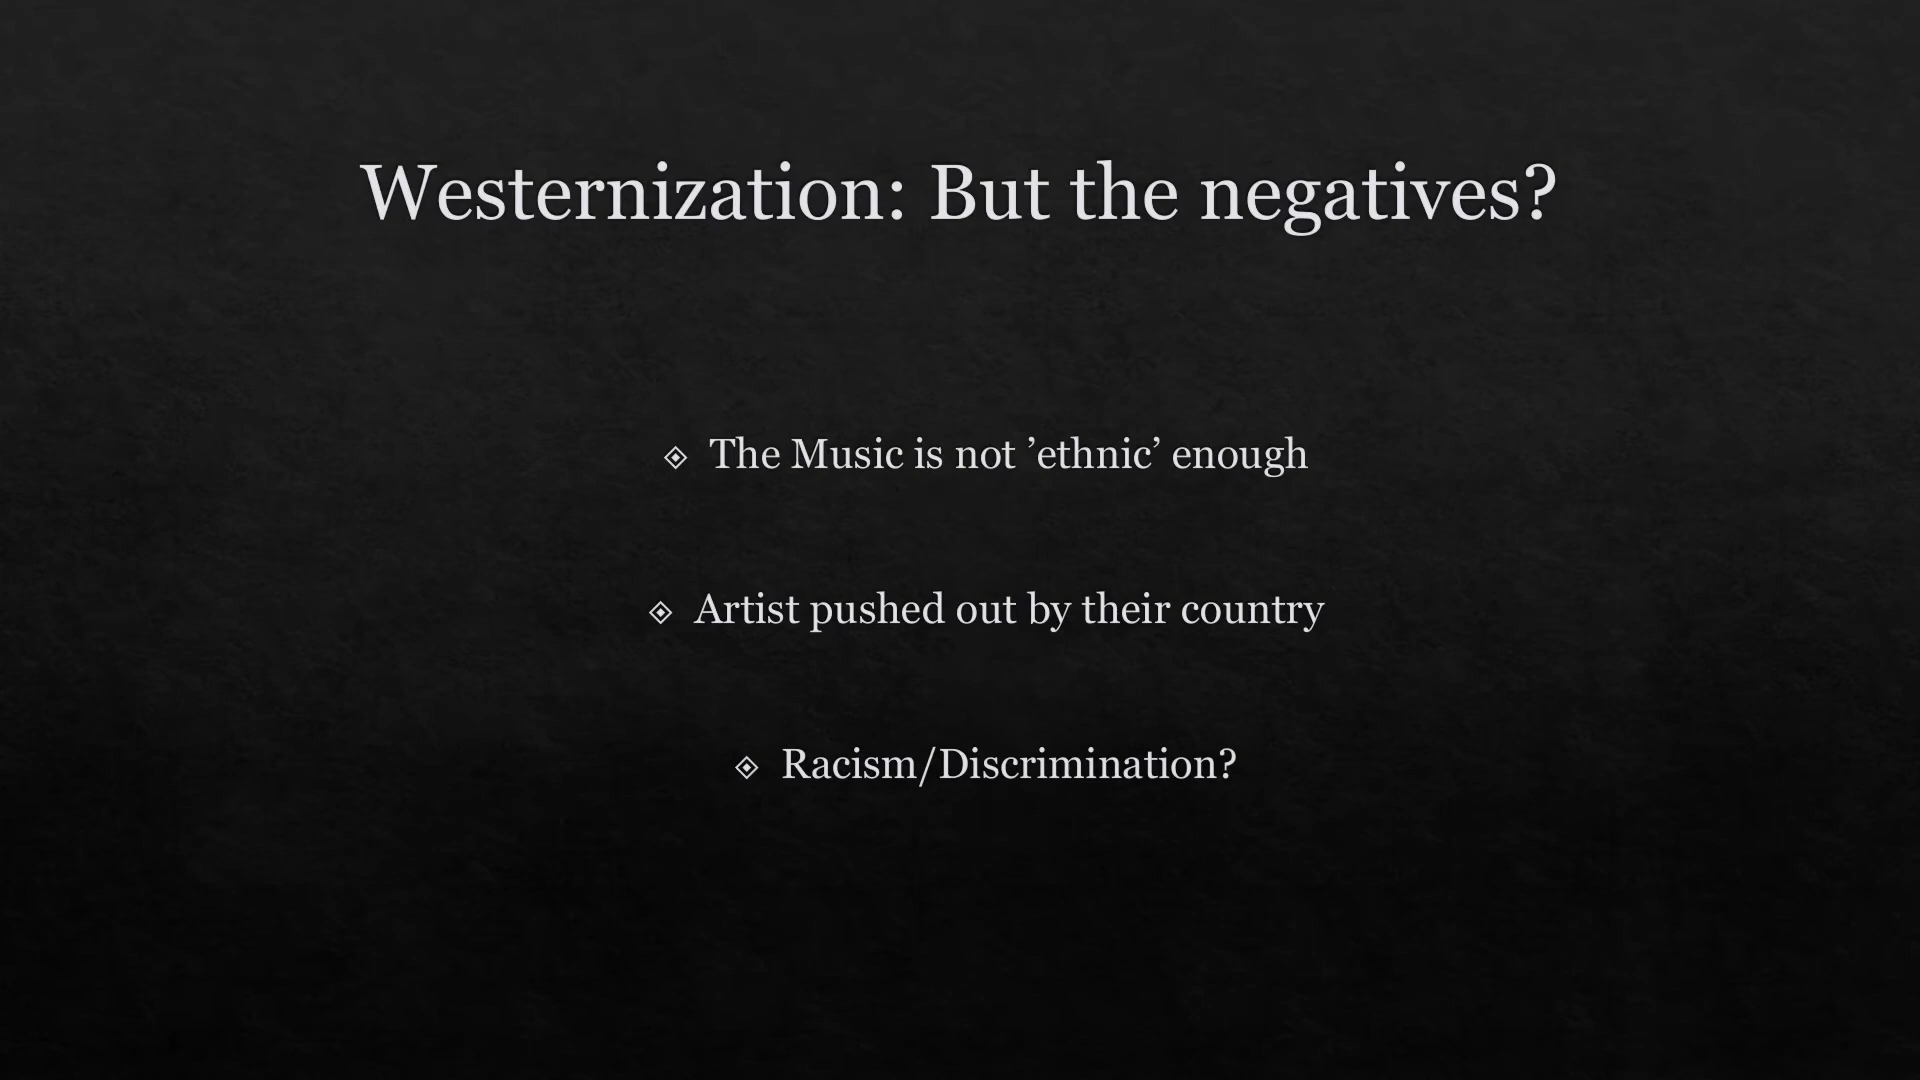 Westernization: But the negatives?
The Music is not ’ethnic’ enough
Artist pushed out by their country
Racism/Discrimination?